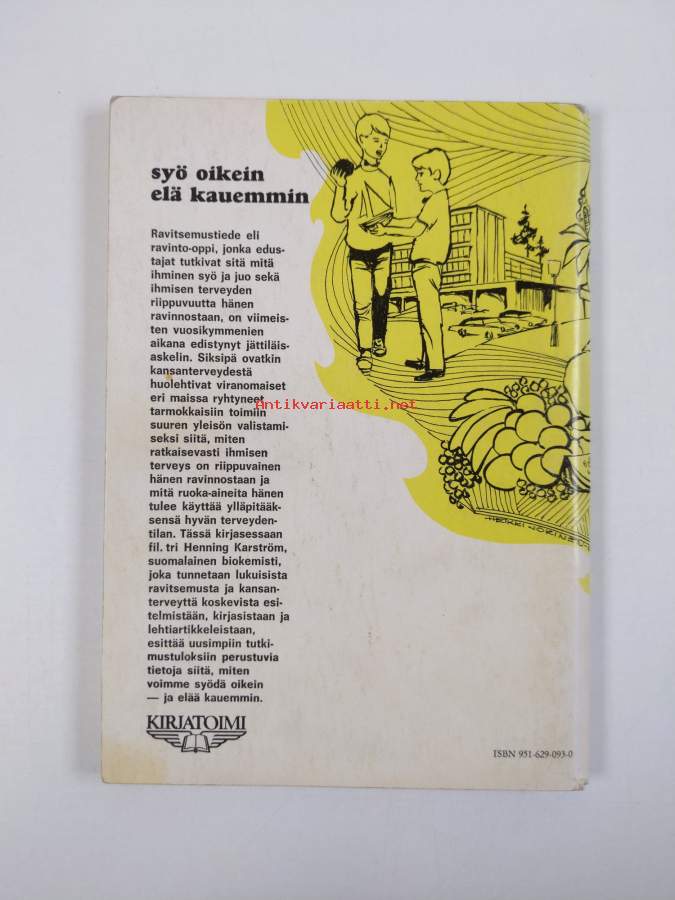 syö oikein
elä kauemmin
Ravitsemustiede eli
ravinto-oppi, jonka edus-
tajat tutkivat sitä mitä
ihminen syö ja juo sekä
ihmisen terveyden
riippuvuutta hänen
ravinnostaan, on viimeis-
ten vuosikymmenien
aikana edistynyt jättiläis-
askelin. Siksipä ovatkin
kansanterveydestä
huolehtivat viranomaiset
eri maissa ryhtyneet
tarmokkaisiin toimiin
suuren yleisön valistami-
seksi siitä, miten
ratkaisevasti ihmisen
terveys on riippuvainen
hänen ravinnostaan ja
mitä ruoka-aineita hänen
tulee käyttää ylläpitääk-
sensä hyvän terveyden-
tilan. Tässä kirjasessaan
fil. tri Henning Karström,
suomalainen biokemisti,
joka tunnetaan lukuisista
ravitsemusta ja kansan-
terveyttä koskevista esi-
telmistään, kirjasistaan ja
lehtiartikkeleistaan,
esittää uusimpiin tutki-
mustuloksiin perustuvia
tietoja siitä, miten
voimme syödä oikein
— ja elää kauemmin.
KIRJATOIMI
ISBN 951-629-093-0
Antikvariaatti.net